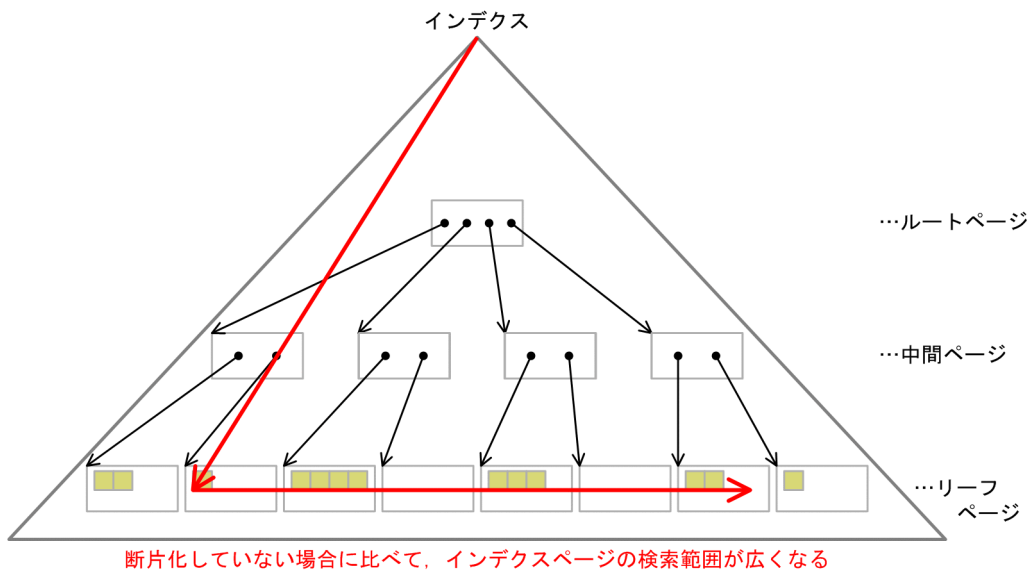 インデクス
…ルートページ
…中間ページ
…リーフ
ページ
断片化していない場合に比べて，インデクスページの検索範囲が広くなる